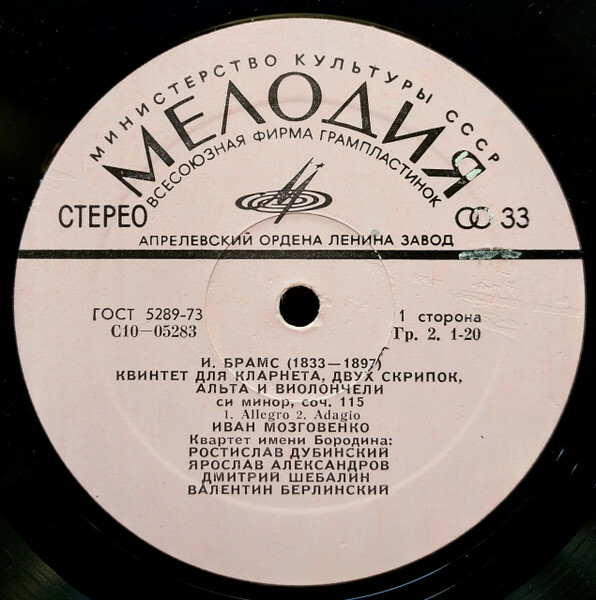 МИНИСТЕРСТВО КУЛЬТУРЫ СССР
МЕЛОДИЯ
ВСЕСОЮЗНАЯ ФИРМА ГРАМПЛАСТИНОК
СТЕРЕО
33
АПРЕЛЕВСКИЙ ОРДЕНА ЛЕНИНА ЗАВОД
ГОСТ 5289-73
1 сторона
С10—05283
Гр. 2. 1-20
И. БРАМС (1833—1897)
КВИНТЕТ ДЛЯ КЛАРНЕТА, ДВУХ СКРИПОК,
АЛЬТА И ВИОЛОНЧЕЛИ
си минор, соч. 115
1. Allegro 2. Adagio
ИВАН МОЗГОВЕНКО
Квартет имени Бородина:
РОСТИСЛАВ ДУБИНСКИЙ
ЯРОСЛАВ АЛЕКСАНДРОВ
ДМИТРИЙ ШЕБАЛИН
ВАЛЕНТИН БЕРЛИНСКИЙ